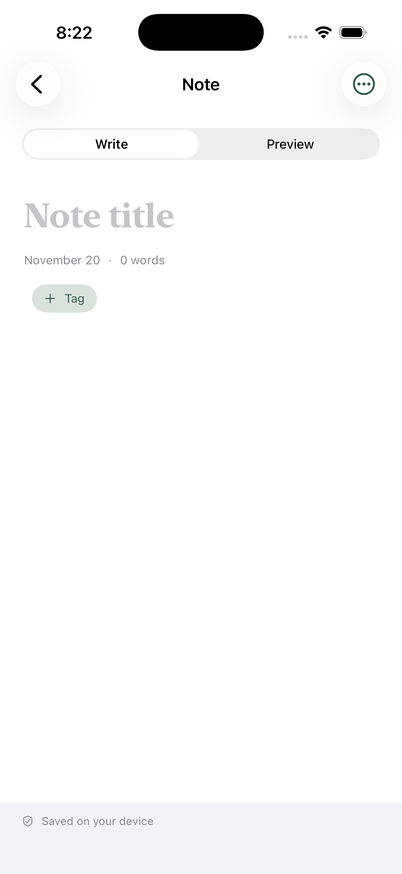 8:22
Note
Write Preview
Note title
November 20 · 0 words
+ Tag
Saved on your device